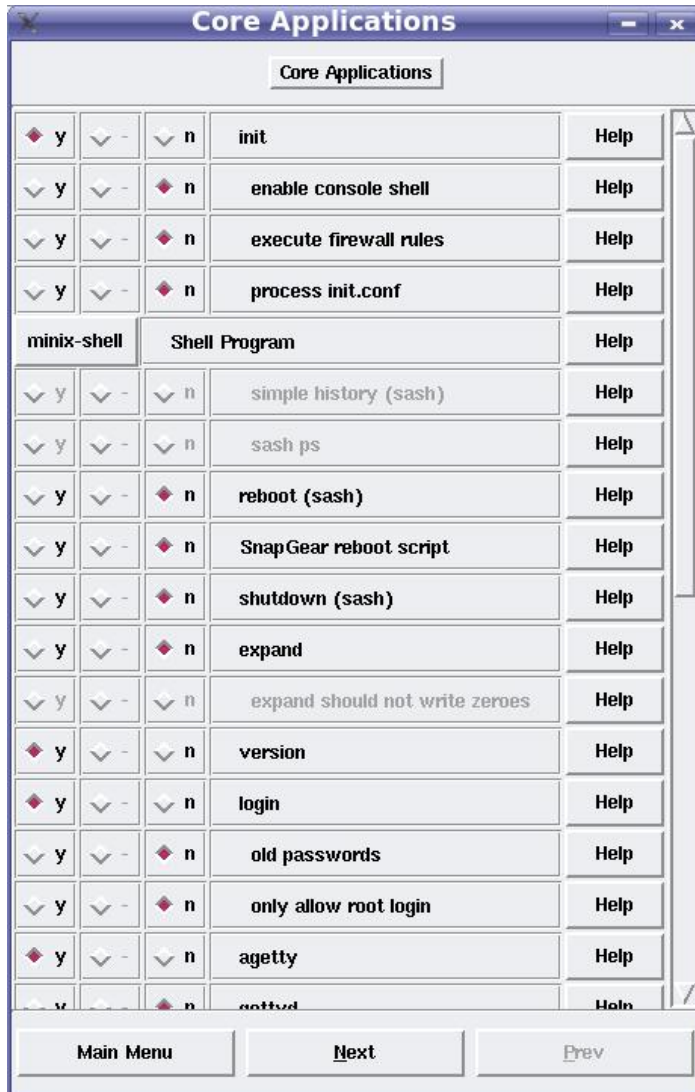 Core Applications
Core Applications
y - n init Help
y - n enable console shell Help
y - n execute firewall rules Help
y - n process init.conf Help
minix-shell Shell Program Help
y - n simple history (sash) Help
y - n sash ps Help
y - n reboot (sash) Help
y - n SnapGear reboot script Help
y - n shutdown (sash) Help
y - n expand Help
y - n expand should not write zeroes Help
y - n version Help
y - n login Help
y - n old passwords Help
y - n only allow root login Help
y - n agetty Help
y - n gettyd Help
Main Menu Next Prev